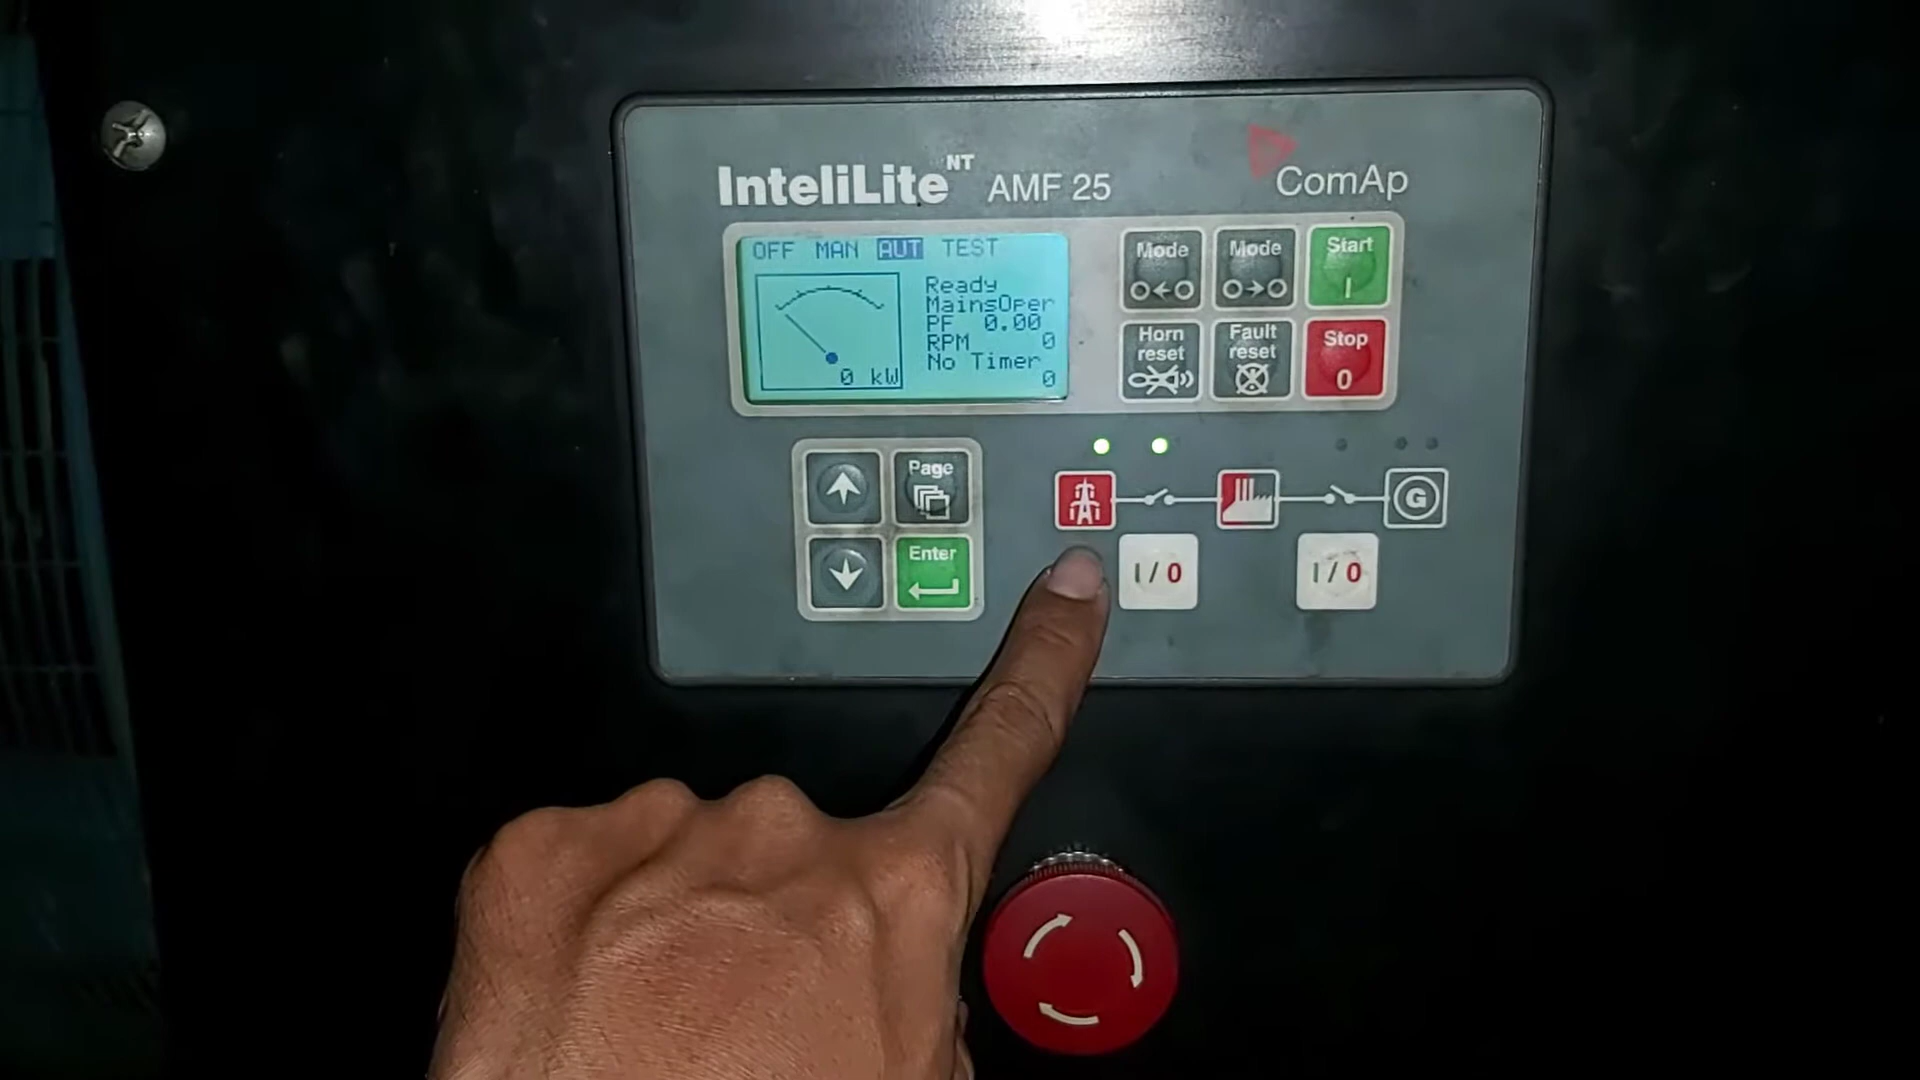 InteliLite NT AMF 25
ComAp
OFF MAN AUT TEST
Ready
MainsOper
PF 0.00
RPM 0
No Timer
0
0 kW
Mode
Mode
Start
I
Horn reset
Fault reset
Stop
0
Page
Enter
I/0
I/0
G